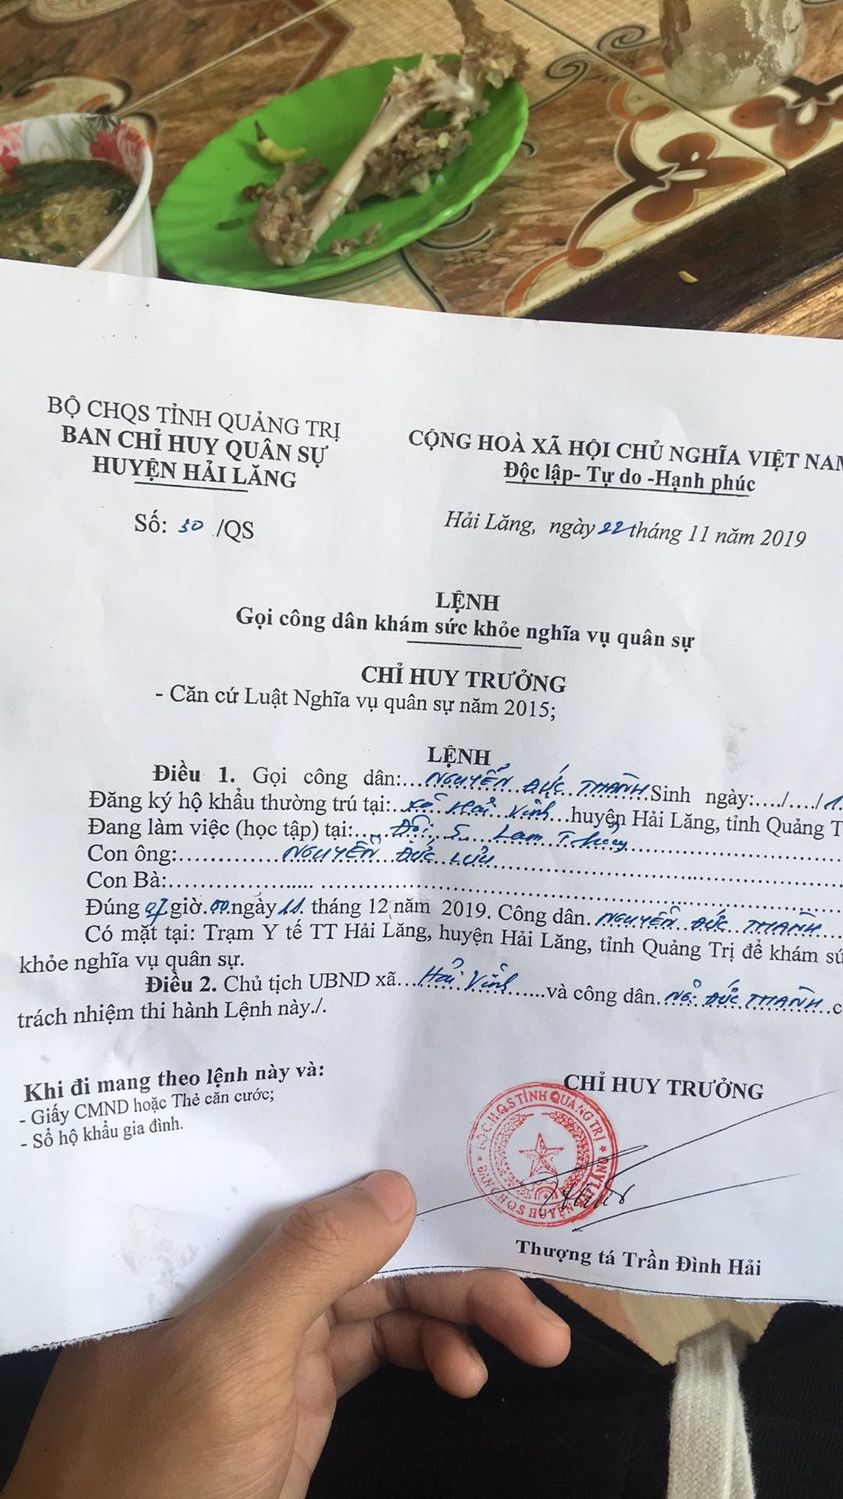 BỘ CHQS TỈNH QUẢNG TRỊ
BAN CHỈ HUY QUÂN SỰ
HUYỆN HẢI LĂNG
Số: 50 /QS
CỘNG HOÀ XÃ HỘI CHỦ NGHĨA VIỆT NAM
Độc lập- Tự do -Hạnh phúc
Hải Lăng, ngày 22 tháng 11 năm 2019
LỆNH
Gọi công dân khám sức khỏe nghĩa vụ quân sự
CHỈ HUY TRƯỞNG
- Căn cứ Luật Nghĩa vụ quân sự năm 2015;
LỆNH
Điều 1. Gọi công dân:...NGUYỄN ĐỨC THÀNH Sinh ngày:..../..../1
Đăng ký hộ khẩu thường trú tại:..xã Hải Vĩnh...huyện Hải Lăng, tỉnh Quảng T
Đang làm việc (học tập) tại:....Đội 5 Lam Thủy
Con ông:.............NGUYỄN ĐỨC LƯU
Con Bà:
Đúng 07 giờ.00 ngày 11 tháng 12 năm 2019. Công dân.NGUYỄN ĐỨC THÀNH
Có mặt tại: Trạm Y tế TT Hải Lăng, huyện Hải Lăng, tỉnh Quảng Trị để khám sứ
khỏe nghĩa vụ quân sự.
Điều 2. Chủ tịch UBND xã...Hải Vĩnh......và công dân.NG ĐỨC THÀNH..c
trách nhiệm thi hành Lệnh này./.
Khi đi mang theo lệnh này và:
- Giấy CMND hoặc Thẻ căn cước;
- Sổ hộ khẩu gia đình.
CHỈ HUY TRƯỞNG
BỘ CHQS TỈNH QUẢNG TRỊ
BAN CHQS HUYỆN HẢI LĂNG
Thượng tá Trần Đình Hải